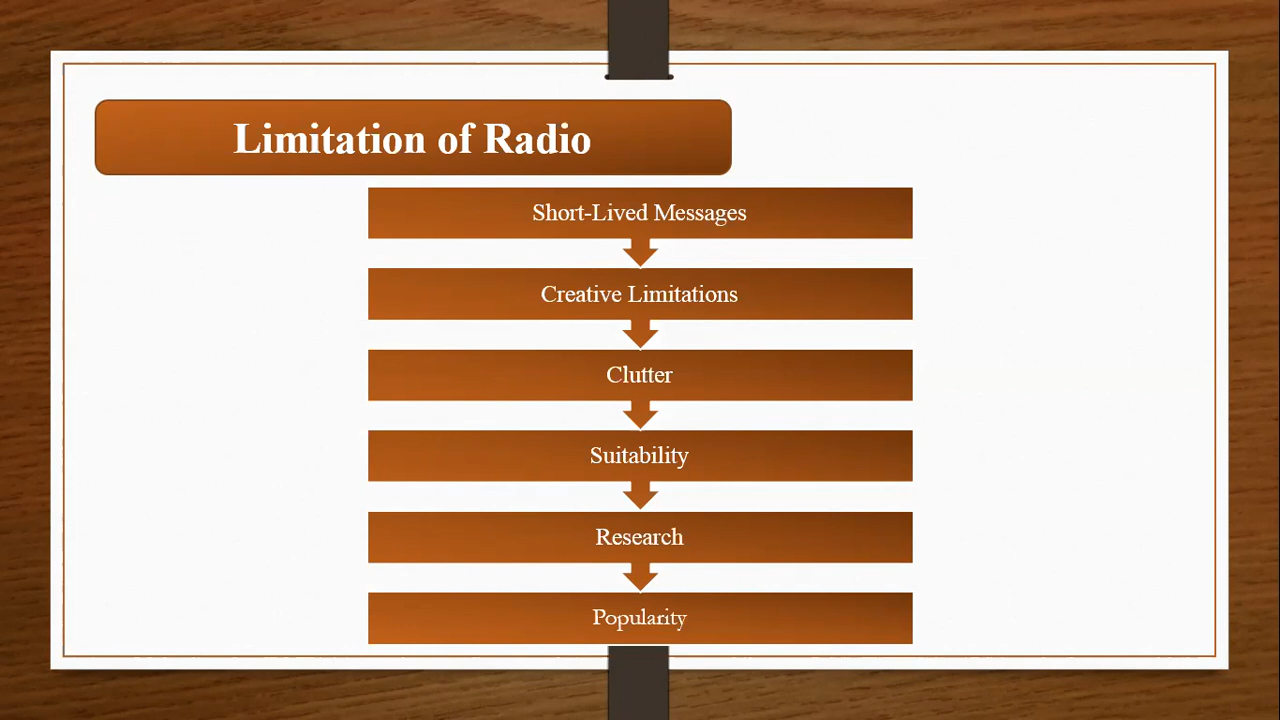 Limitation of Radio
Short-Lived Messages
Creative Limitations
Clutter
Suitability
Research
Popularity